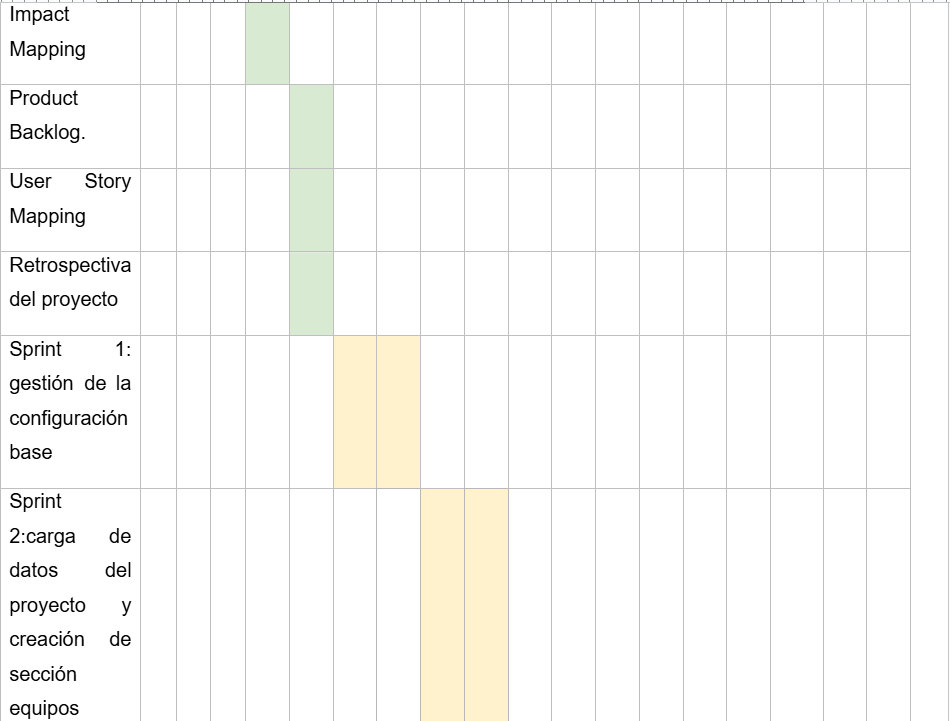 Impact
Mapping
Product
Backlog.
User Story
Mapping
Retrospectiva
del proyecto
Sprint 1:
gestión de la
configuración
base
Sprint
2:carga de
datos del
proyecto y
creación de
sección
equipos